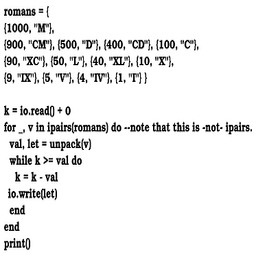 romans = {
{1000, "M"},
{900, "CM"}, {500, "D"}, {400, "CD"}, {100, "C"},
{90, "XC"}, {50, "L"}, {40, "XL"}, {10, "X"},
{9, "IX"}, {5, "V"}, {4, "IV"}, {1, "I"} }

k = io.read() + 0
for _, v in ipairs(romans) do --note that this is -not- ipairs.
  val, let = unpack(v)
  while k >= val do
    k = k - val
  io.write(let)
  end
end
print()